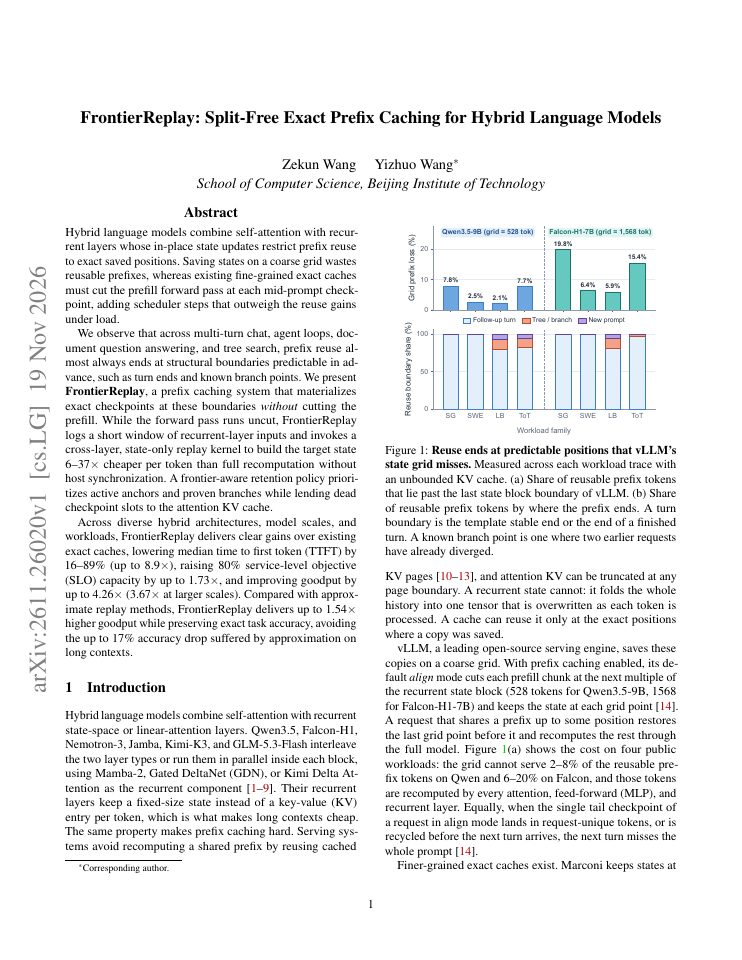 FrontierReplay: Split-Free Exact Prefix Caching for Hybrid Language Models
Zekun Wang Yizhuo Wang*
School of Computer Science, Beijing Institute of Technology
arXiv:2611.26020v1 [cs.LG] 19 Nov 2026
Abstract
Hybrid language models combine self-attention with recur-
rent layers whose in-place state updates restrict prefix reuse
to exact saved positions. Saving states on a coarse grid wastes
reusable prefixes, whereas existing fine-grained exact caches
must cut the prefill forward pass at each mid-prompt check-
point, adding scheduler steps that outweigh the reuse gains
under load.
We observe that across multi-turn chat, agent loops, doc-
ument question answering, and tree search, prefix reuse al-
most always ends at structural boundaries predictable in ad-
vance, such as turn ends and known branch points. We present
FrontierReplay, a prefix caching system that materializes
exact checkpoints at these boundaries without cutting the
prefill. While the forward pass runs uncut, FrontierReplay
logs a short window of recurrent-layer inputs and invokes a
cross-layer, state-only replay kernel to build the target state
6–37× cheaper per token than full recomputation without
host synchronization. A frontier-aware retention policy priori-
tizes active anchors and proven branches while lending dead
checkpoint slots to the attention KV cache.
Across diverse hybrid architectures, model scales, and
workloads, FrontierReplay delivers clear gains over existing
exact caches, lowering median time to first token (TTFT) by
16–89% (up to 8.9×), raising 80% service-level objective
(SLO) capacity by up to 1.73×, and improving goodput by
up to 4.26× (3.67× at larger scales). Compared with approx-
imate replay methods, FrontierReplay delivers up to 1.54×
higher goodput while preserving exact task accuracy, avoiding
the up to 17% accuracy drop suffered by approximation on
long contexts.
1 Introduction
Hybrid language models combine self-attention with recurrent
state-space or linear-attention layers. Qwen3.5, Falcon-H1,
Nemotron-3, Jamba, Kimi-K3, and GLM-5.3-Flash interleave
the two layer types or run them in parallel inside each block,
using Mamba-2, Gated DeltaNet (GDN), or Kimi Delta At-
tention as the recurrent component [1–9]. Their recurrent
layers keep a fixed-size state instead of a key-value (KV)
entry per token, which is what makes long contexts cheap.
The same property makes prefix caching hard. Serving sys-
tems avoid recomputing a shared prefix by reusing cached
*Corresponding author.
Qwen3.5-9B (grid = 528 tok) Falcon-H1-7B (grid = 1,568 tok)
Grid prefix loss (%)
20
10
0
7.8% 2.5% 2.1% 7.7% 19.8% 6.4% 5.9% 15.4%
Follow-up turn Tree / branch New prompt
Reuse boundary share (%)
100
50
0
SG SWE LB ToT SG SWE LB ToT
Workload family
Figure 1: Reuse ends at predictable positions that vLLM's
state grid misses. Measured across each workload trace with
an unbounded KV cache. (a) Share of reusable prefix tokens
that lie past the last state block boundary of vLLM. (b) Share
of reusable prefix tokens by where the prefix ends. A turn
boundary is the template stable end or the end of a finished
turn. A known branch point is one where two earlier requests
have already diverged.
KV pages [10–13], and attention KV can be truncated at any
page boundary. A recurrent state cannot: it folds the whole
history into one tensor that is overwritten as each token is
processed. A cache can reuse it only at the exact positions
where a copy was saved.
vLLM, a leading open-source serving engine, saves these
copies on a coarse grid. With prefix caching enabled, its de-
fault align mode cuts each prefill chunk at the next multiple of
the recurrent state block (528 tokens for Qwen3.5-9B, 1568
for Falcon-H1-7B) and keeps the state at each grid point [14].
A request that shares a prefix up to some position restores
the last grid point before it and recomputes the rest through
the full model. Figure 1(a) shows the cost on four public
workloads: the grid cannot serve 2–8% of the reusable pre-
fix tokens on Qwen and 6–20% on Falcon, and those tokens
are recomputed by every attention, feed-forward (MLP), and
recurrent layer. Equally, when the single tail checkpoint of
a request in align mode lands in request-unique tokens, or is
recycled before the next turn arrives, the next turn misses the
whole prompt [14].
Finer-grained exact caches exist. Marconi keeps states at
1